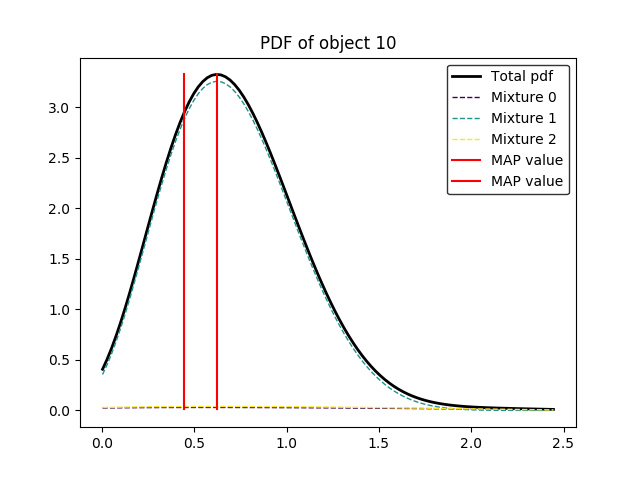 PDF of object 10
Total pdf
Mixture 0
Mixture 1
Mixture 2
MAP value
MAP value
3.0
2.5
2.0
1.5
1.0
0.5
0.0
0.0 0.5 1.0 1.5 2.0 2.5